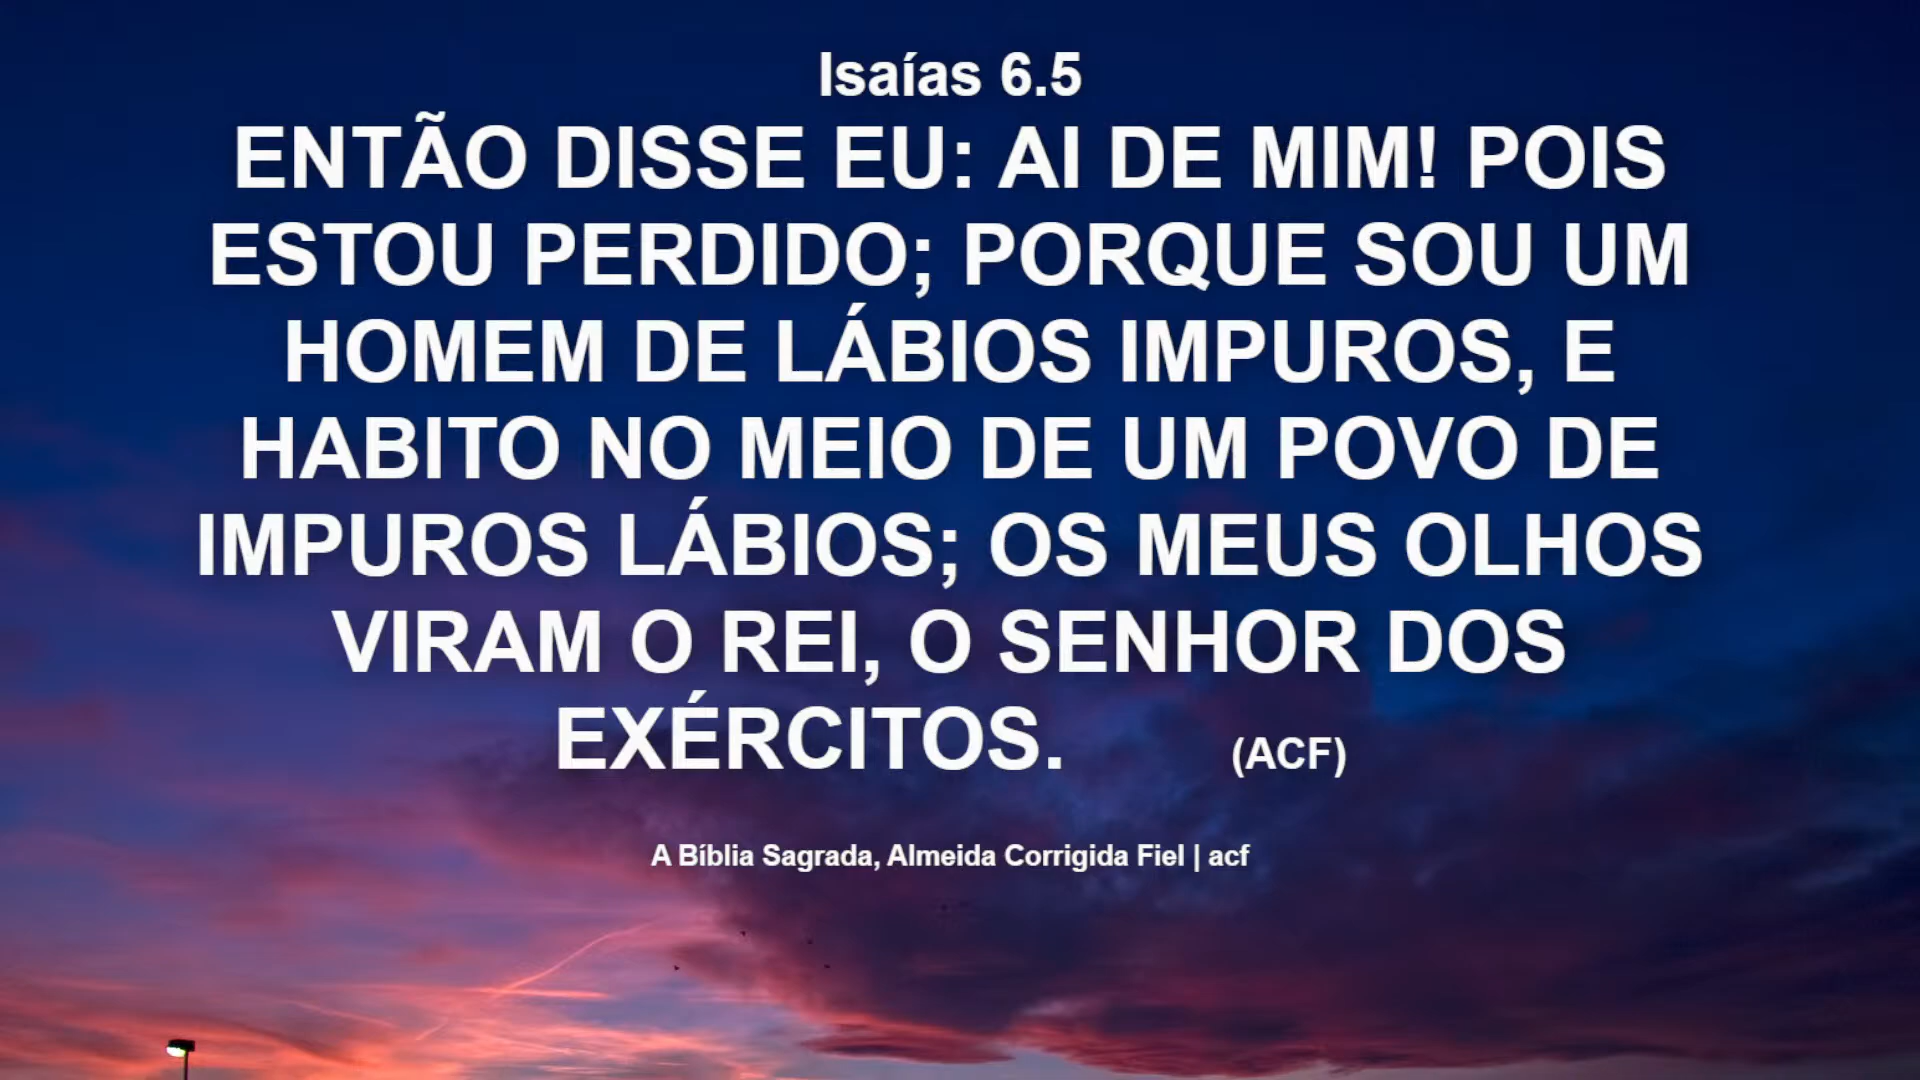 Isaías 6.5
ENTÃO DISSE EU: AI DE MIM! POIS
ESTOU PERDIDO; PORQUE SOU UM
HOMEM DE LÁBIOS IMPUROS, E
HABITO NO MEIO DE UM POVO DE
IMPUROS LÁBIOS; OS MEUS OLHOS
VIRAM O REI, O SENHOR DOS
EXÉRCITOS. (ACF)
A Bíblia Sagrada, Almeida Corrigida Fiel | acf